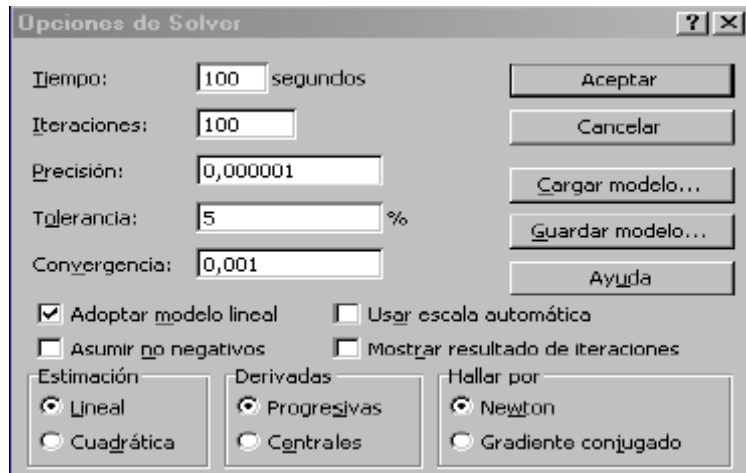 Opciones de Solver
Tiempo: 100 segundos Aceptar
Iteraciones: 100 Cancelar
Precisión: 0,000001 Cargar modelo...
Tolerancia: 5 % Guardar modelo...
Convergencia: 0,001 Ayuda
Adoptar modelo lineal Usar escala automática
Asumir no negativos Mostrar resultado de iteraciones
Estimación Derivadas Hallar por
Lineal Progresivas Newton
Cuadrática Centrales Gradiente conjugado